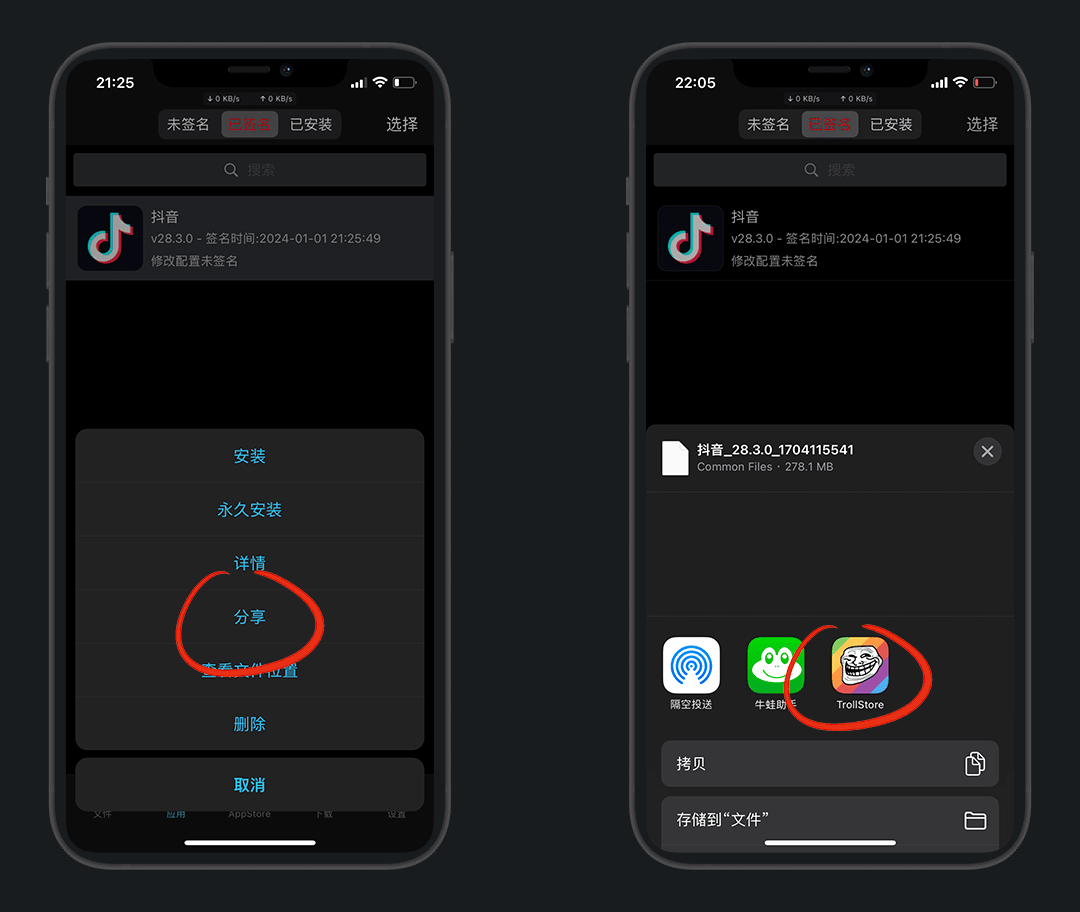 21:25
↓ 0 KB/s ↑ 0 KB/s
未签名 已签名 已安装 选择
搜索
抖音
v28.3.0 - 签名时间:2024-01-01 21:25:49
修改配置未签名
安装
永久安装
详情
分享
查看文件位置
删除
取消
文件 应用 AppStore 下载 设置
22:05
↓ 0 KB/s ↑ 0 KB/s
未签名 已签名 已安装 选择
搜索
抖音
v28.3.0 - 签名时间:2024-01-01 21:25:49
修改配置未签名
抖音_28.3.0_1704115541
Common Files · 278.1 MB
隔空投送 牛蛙助手 TrollStore
拷贝
存储到“文件”